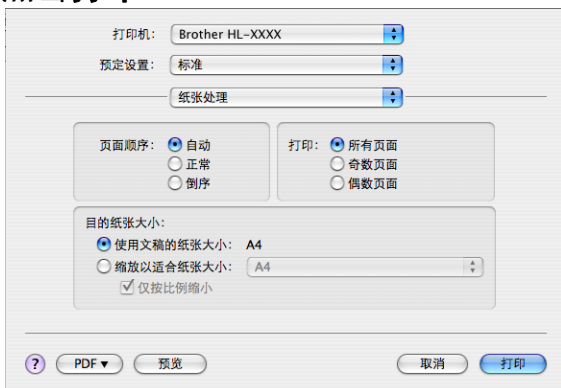 打印机: Brother HL-XXXX
预定设置: 标准
纸张处理
页面顺序: 自动
正常
倒序
打印: 所有页面
奇数页面
偶数页面
目的纸张大小:
使用文稿的纸张大小: A4
缩放以适合纸张大小: A4
仅按比例缩小
? PDF▼ 预览 取消 打印